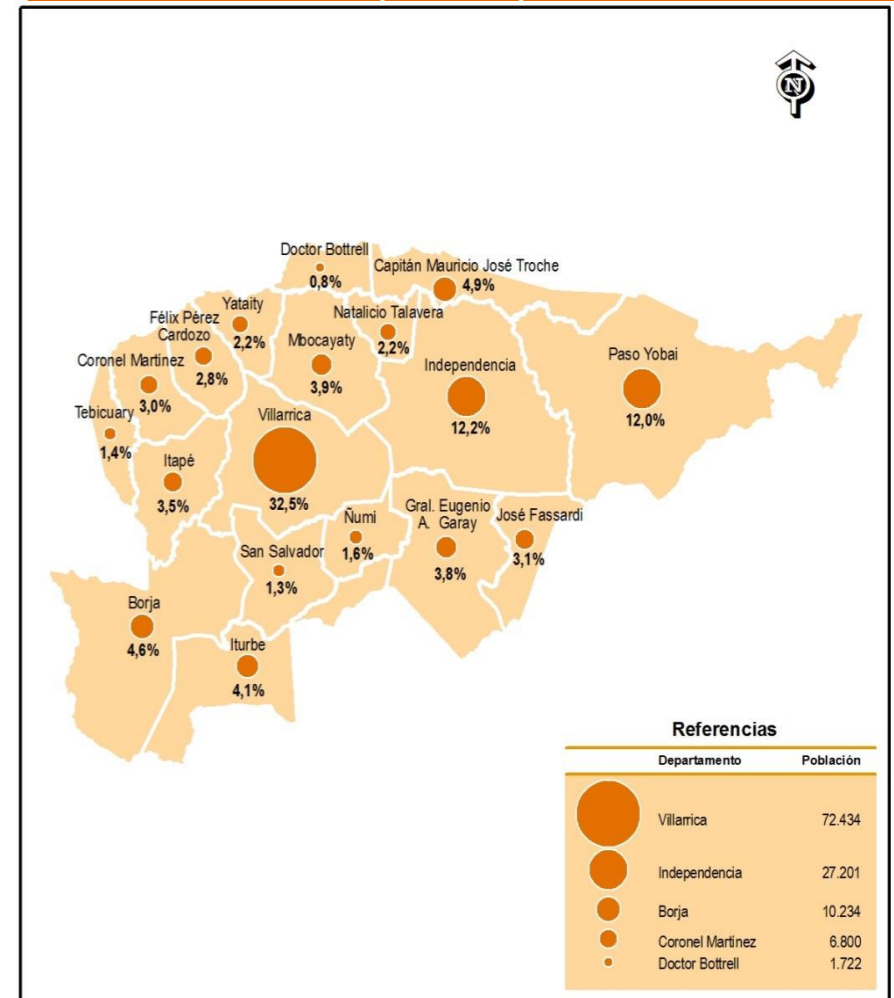 N
Doctor Bottrell
0,8%
Capitán Mauricio José Troche
4,9%
Yataity
2,2%
Félix Pérez
Cardozo
2,8%
Natalicio Talavera
2,2%
Mbocayaty
3,9%
Coronel Martínez
3,0%
Independencia
12,2%
Paso Yobai
12,0%
Tebicuary
1,4%
Villarrica
32,5%
Itapé
3,5%
Ñumi
1,6%
Gral. Eugenio
A. Garay
3,8%
José Fassardi
3,1%
San Salvador
1,3%
Borja
4,6%
Iturbe
4,1%
Referencias
Departamento Población
Villarrica 72.434
Independencia 27.201
Borja 10.234
Coronel Martínez 6.800
Doctor Bottrell 1.722